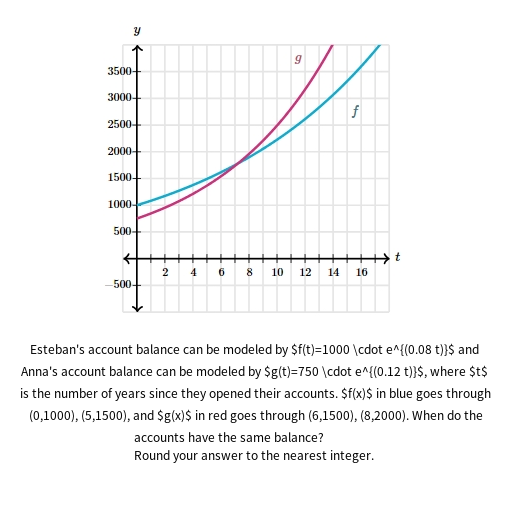 y
g
3500
3000
f
2500
2000
1500
1000
500
t
2 4 6 8 10 12 14 16
−500
Esteban's account balance can be modeled by $f(t)=1000 \cdot e^{(0.08 t)}$ and
Anna's account balance can be modeled by $g(t)=750 \cdot e^{(0.12 t)}$, where $t$
is the number of years since they opened their accounts. $f(x)$ in blue goes through
(0,1000), (5,1500), and $g(x)$ in red goes through (6,1500), (8,2000). When do the
accounts have the same balance?
Round your answer to the nearest integer.